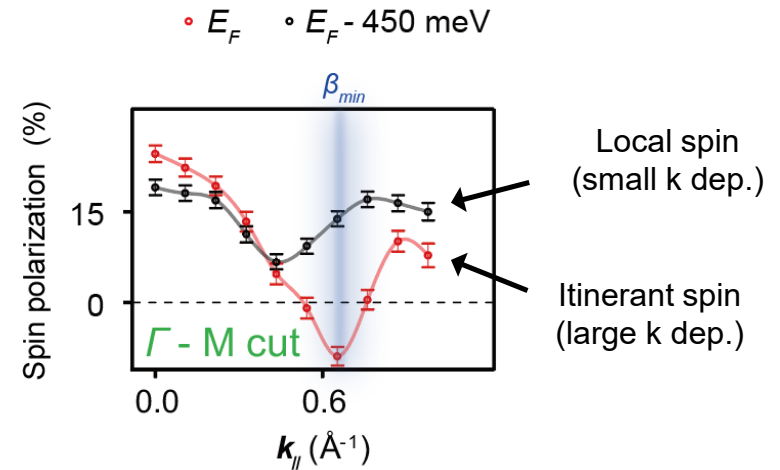 E_F E_F - 450 meV
β_min
Spin polarization (%)
15
0
Γ - M cut
0.0 0.6
k_// (Å⁻¹)
Local spin
(small k dep.)
Itinerant spin
(large k dep.)